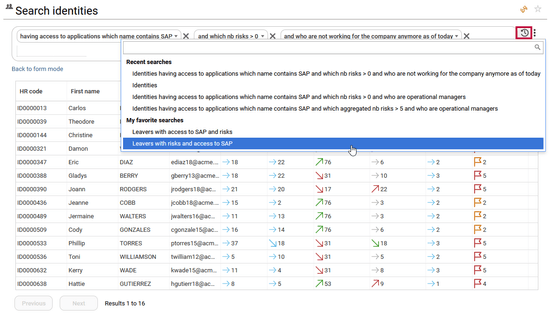 Search identities
having access to applications which name contains SAP
and which nb risks > 0
and who are not working for the company anymore as of today
Back to form mode
Recent searches
Identities having access to applications which name contains SAP and which nb risks > 0 and who are not working for the company anymore as of today
Identities
Identities having access to applications which name contains SAP and which nb risks > 0 and who are operational managers
Identities having access to applications which name contains SAP and which aggregated nb risks > 5 and who are operational managers
My favorite searches
Leavers with access to SAP and risks
Leavers with risks and access to SAP
HR code First name
ID0000013 Carlos
ID0000039 Theodore
ID0000144 Christine
ID0000321 Damon
ID0000347 Eric DIAZ ediaz18@acme... 18 22 76 6 2 2
ID0000388 Gladys BERRY gberry13@acme... 17 22 31 10 3 5
ID0000390 Joann RODGERS jrodgers18@ac... 21 20 17 22 2 5
ID0000436 Jeanne COBB jcobb18@acme... 15 2 76 3 2 2
ID0000489 Jermaine WALTERS jwalters16@ac... 11 13 76 3 2 2
ID0000509 Cody GONZALES cgonzale15@ac... 16 14 76 6 2 2
ID0000533 Phillip TORRES ptorres15@acm... 37 18 31 18 3 5
ID0000536 Toni WILLIAMSON twilliam12@ac... 10 5 31 3 2 5
ID0000632 Kerry WADE kwade15@acme... 11 4 31 8 3 5
ID0000638 Hattie GUTIERREZ hgutierr18@ac... 8 5 53 9 1 4
Previous Next Results 1 to 16